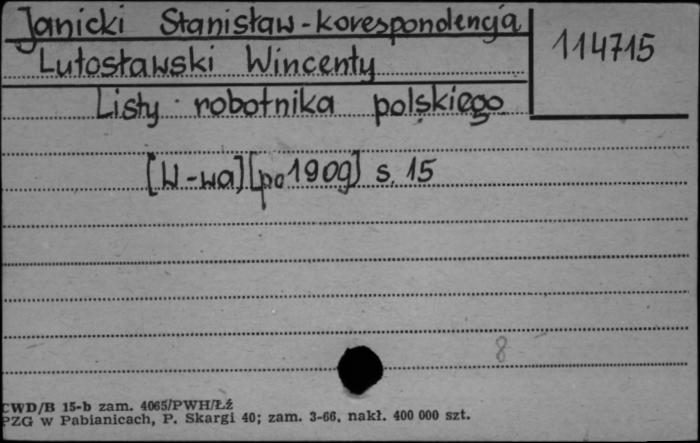 Janicki Stanisław - korespondencja
114715
Lutosławski Wincenty
Listy robotnika polskiego
[W-wa] [po 1909] s. 15
8
CWD/B 15-b zam. 4065/PWH/Łź
PZG w Pabianicach, P. Skargi 40; zam. 3-66, nakł. 400 000 szt.